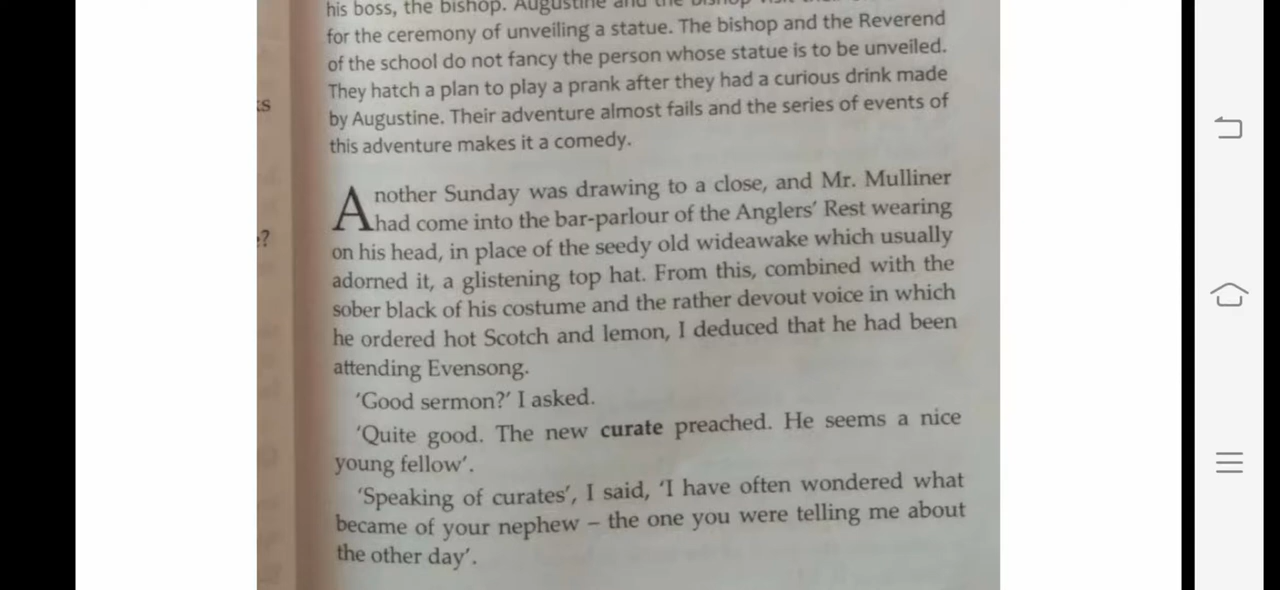 his boss, the bishop. Augustine and the bishop visit their
for the ceremony of unveiling a statue. The bishop and the Reverend
of the school do not fancy the person whose statue is to be unveiled.
They hatch a plan to play a prank after they had a curious drink made
by Augustine. Their adventure almost fails and the series of events of
this adventure makes it a comedy.
Another Sunday was drawing to a close, and Mr. Mulliner
had come into the bar-parlour of the Anglers' Rest wearing
on his head, in place of the seedy old wideawake which usually
adorned it, a glistening top hat. From this, combined with the
sober black of his costume and the rather devout voice in which
he ordered hot Scotch and lemon, I deduced that he had been
attending Evensong.
'Good sermon?' I asked.
'Quite good. The new curate preached. He seems a nice
young fellow'.
'Speaking of curates', I said, 'I have often wondered what
became of your nephew – the one you were telling me about
the other day'.